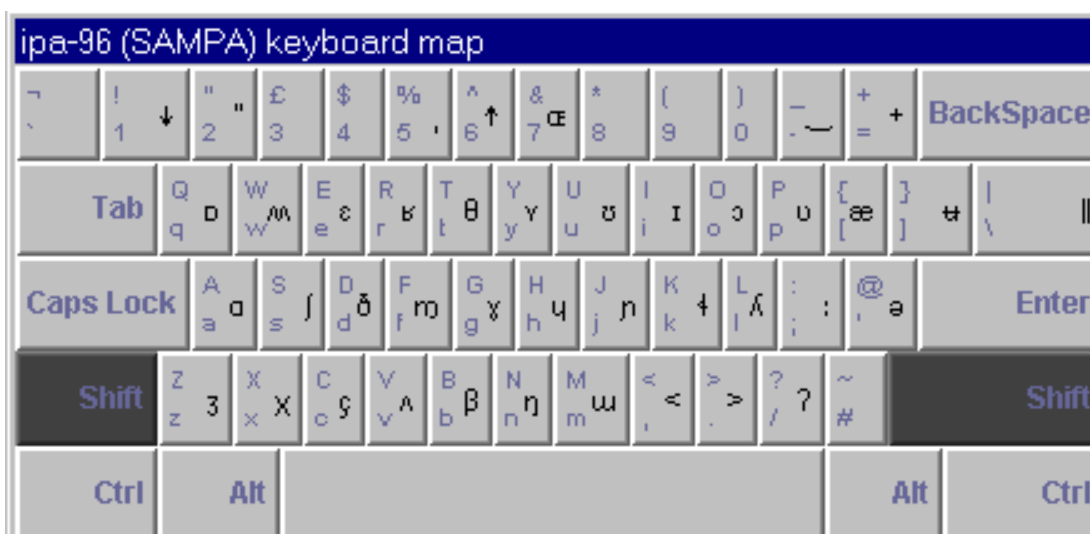 ipa-96 (SAMPA) keyboard map
¬ ` ! 1 ↓ " 2 " £ 3 $ 4 % 5 ˌ ^ 6 ↑ & 7 ɶ * 8 ( 9 ) 0 _ - ‿ + = + BackSpace
Tab Q q ɒ W w ʍ E e ɛ R r ʁ T t θ Y y ʏ U u ʊ I i ɪ O o ɔ P p ʋ { [ æ } ] ʉ | \ ‖
Caps Lock A a ɑ S s ʃ D d ð F f ɱ G g ɣ H h ɥ J j ɲ K k ɬ L l ʎ : ; : @ ' ə Enter
Shift Z z ʒ X x χ C c ç V v ʌ B b β N n ŋ M m ɯ < , < > . > ? / ʔ ~ # Shift
Ctrl Alt Alt Ctrl